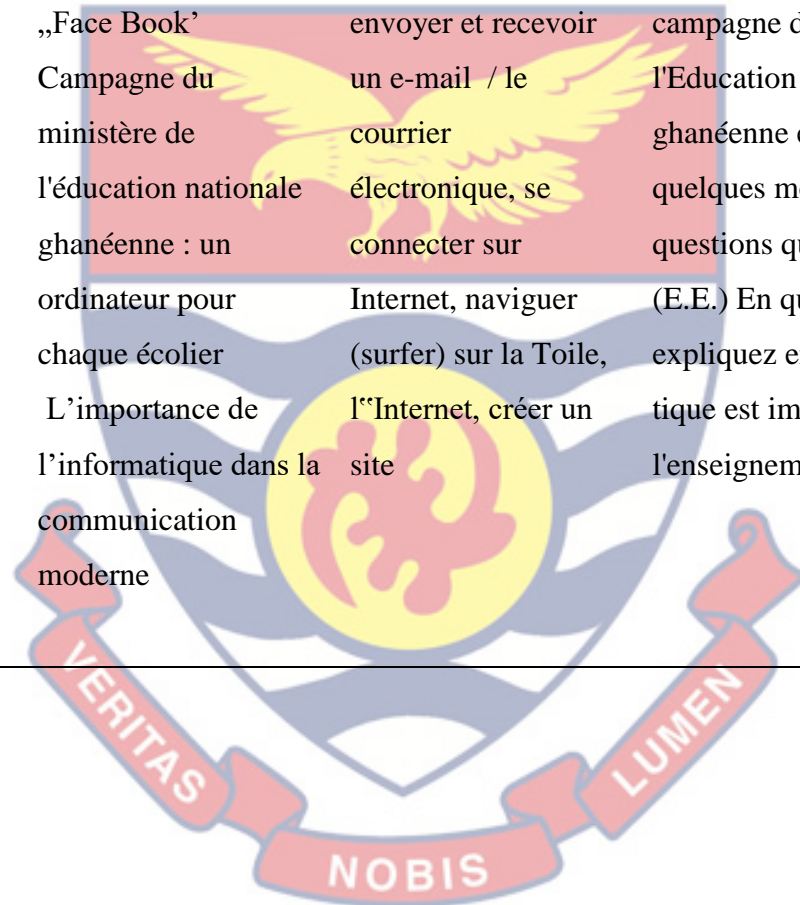 „Face Book’
Campagne du
ministère de
l'éducation nationale
ghanéenne : un
ordinateur pour
chaque écolier
L’importance de
l’informatique dans la
communication
moderne
envoyer et recevoir
un e-mail / le
courrier
électronique, se
connecter sur
Internet, naviguer
(surfer) sur la Toile,
l‟Internet, créer un
site
campagne
l'Education
ghanéenne
quelques
questions
(E.E.) En
expliquez
tique est
VERITAS
NOBIS
LUMEN